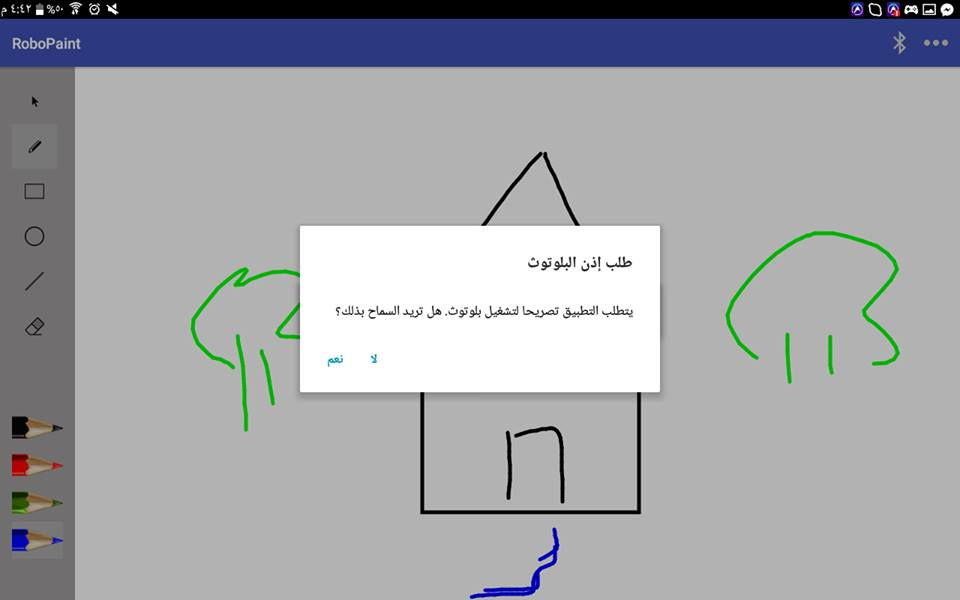 ٤:٤٢ م ٥٠%
RoboPaint
طلب إذن البلوتوث
يتطلب التطبيق تصريحا لتشغيل بلوتوث. هل تريد السماح بذلك؟
لا نعم